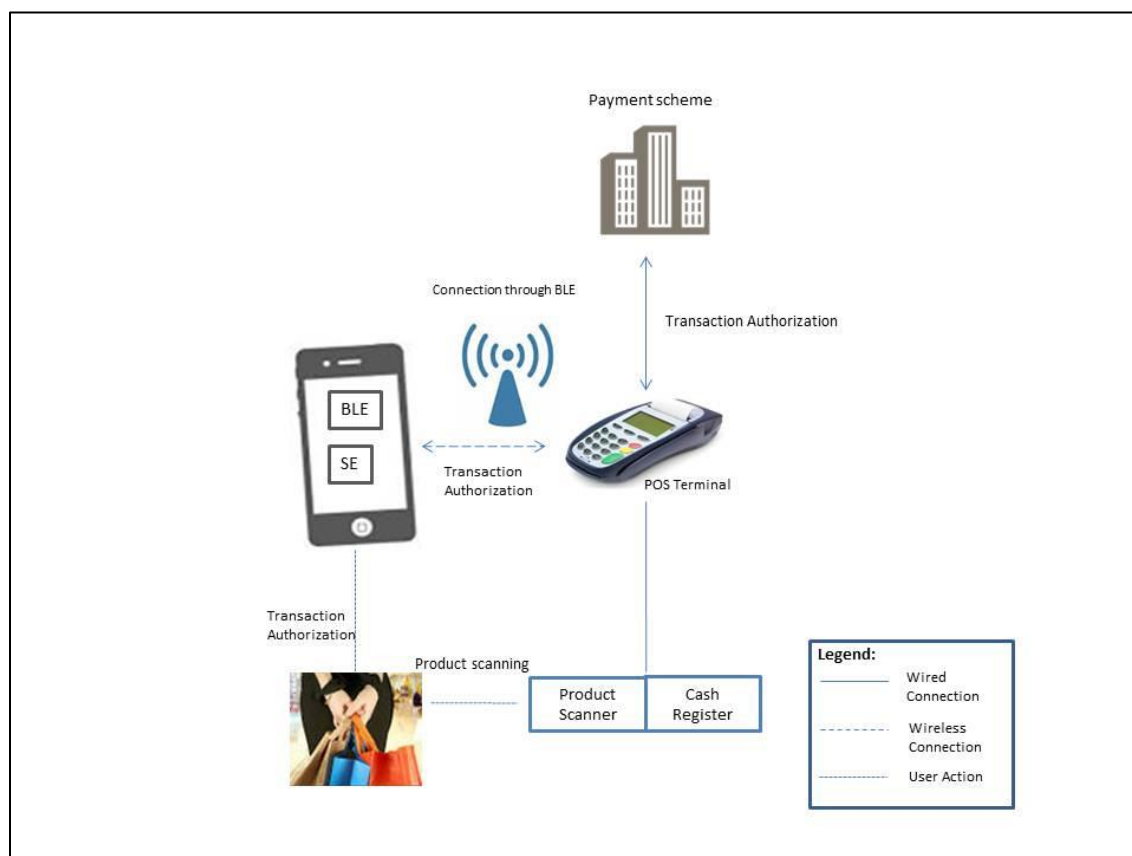 Payment scheme
Connection through BLE
Transaction Authorization
BLE
SE
Transaction
Authorization
POS Terminal
Transaction
Authorization
Product scanning
Product
Scanner
Cash
Register
Legend:
Wired
Connection
Wireless
Connection
User Action